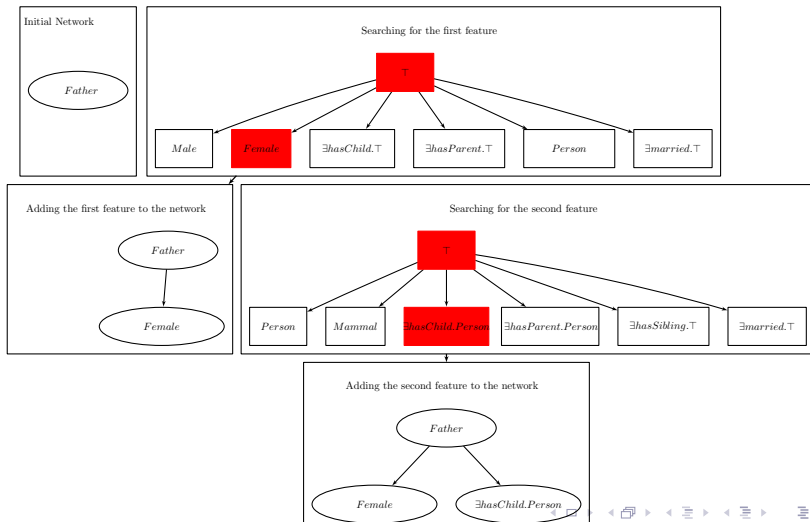 Initial Network
Father
Searching for the first feature
⊤
Male
Female
∃hasChild.⊤
∃hasParent.⊤
Person
∃married.⊤
Adding the first feature to the network
Father
Female
Searching for the second feature
⊤
Person
Mammal
∃hasChild.Person
∃hasParent.Person
∃hasSibling.⊤
∃married.⊤
Adding the second feature to the network
Father
Female
∃hasChild.Person